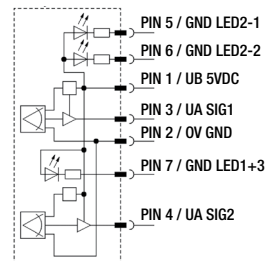 PIN 5 / GND LED2-1
PIN 6 / GND LED2-2
PIN 1 / UB 5VDC
PIN 3 / UA SIG1
PIN 2 / 0V GND
PIN 7 / GND LED1+3
PIN 4 / UA SIG2